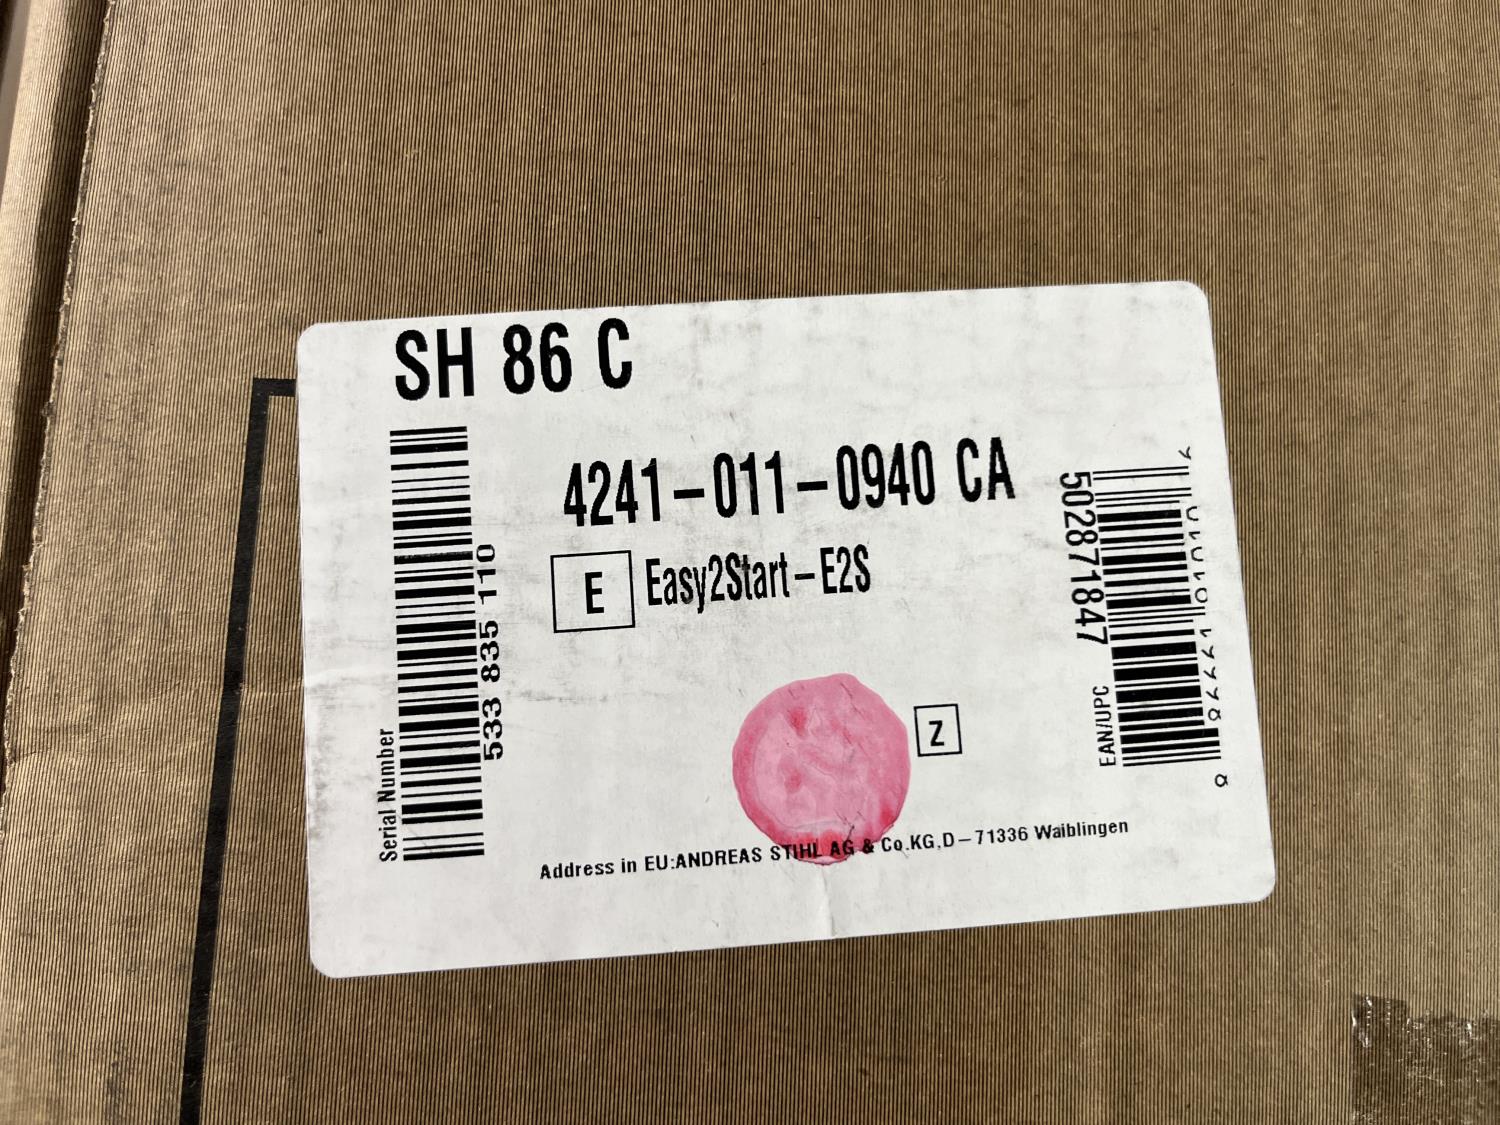 SH 86 C
4241-011-0940 CA
E
Easy2Start-E2S
533 835 110
Serial Number
502871847
EAN/UPC
Z
Address in EU:ANDREAS STIHL AG & Co.KG,D-71336 Waiblingen